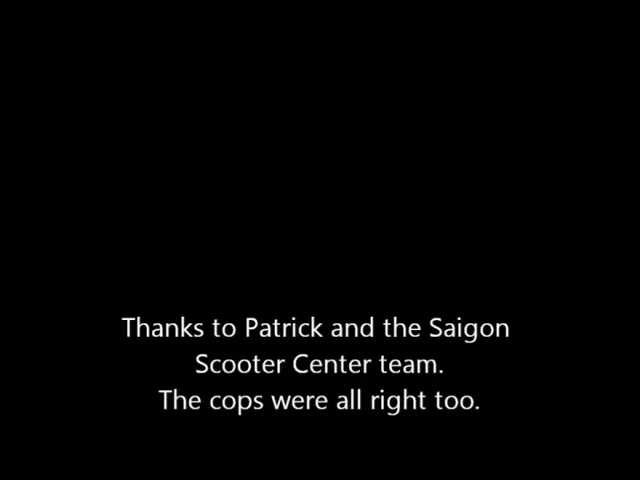 Thanks to Patrick and the Saigon
Scooter Center team.
The cops were all right too.